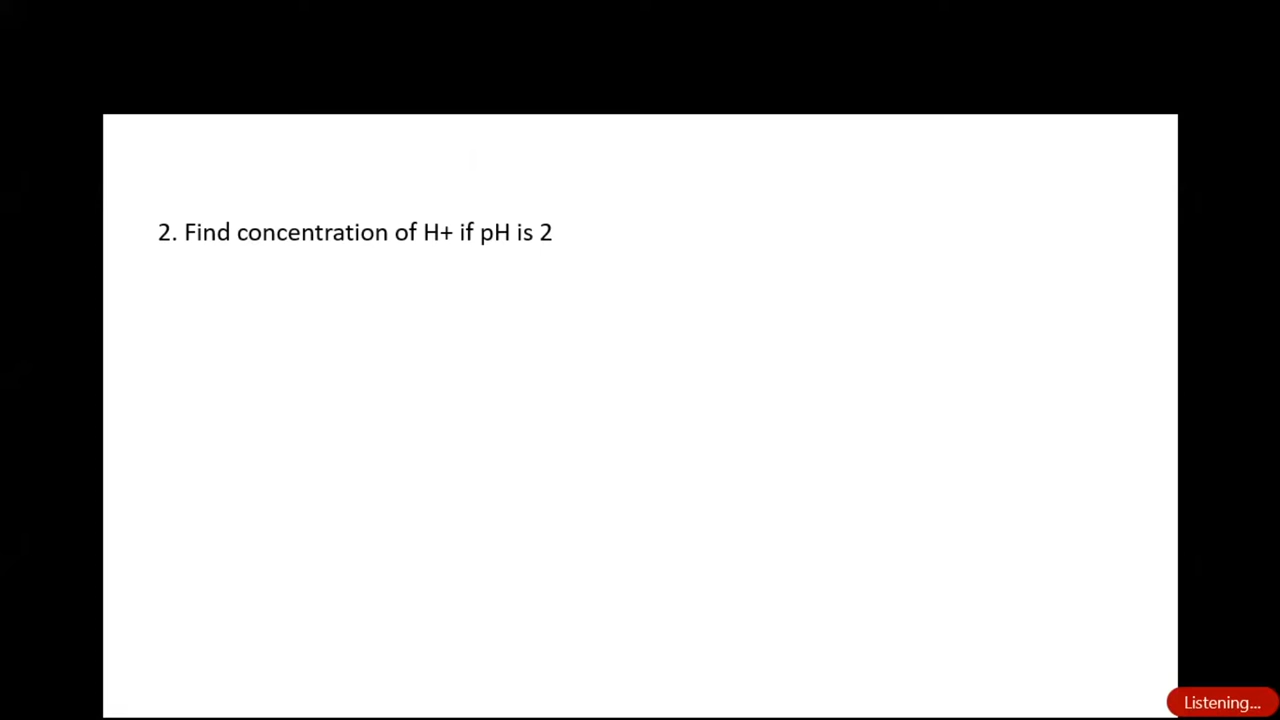 2. Find concentration of H+ if pH is 2
Listening...